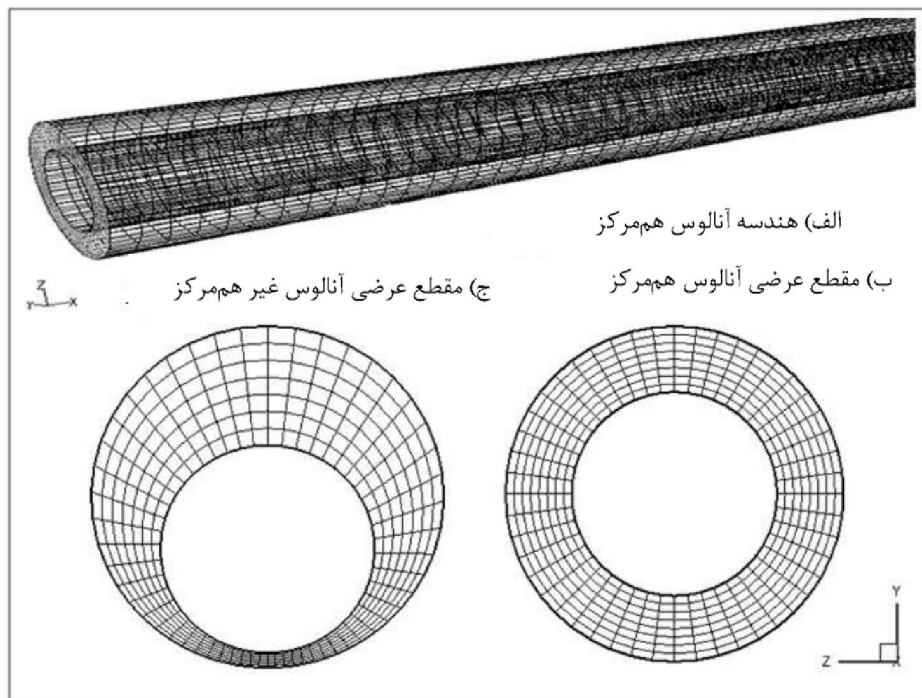 الف) هندسه آنالوس هم‌مرکز
ب) مقطع عرضی آنالوس هم‌مرکز
ج) مقطع عرضی آنالوس غیر هم‌مرکز
Z
Y X
Y
Z X